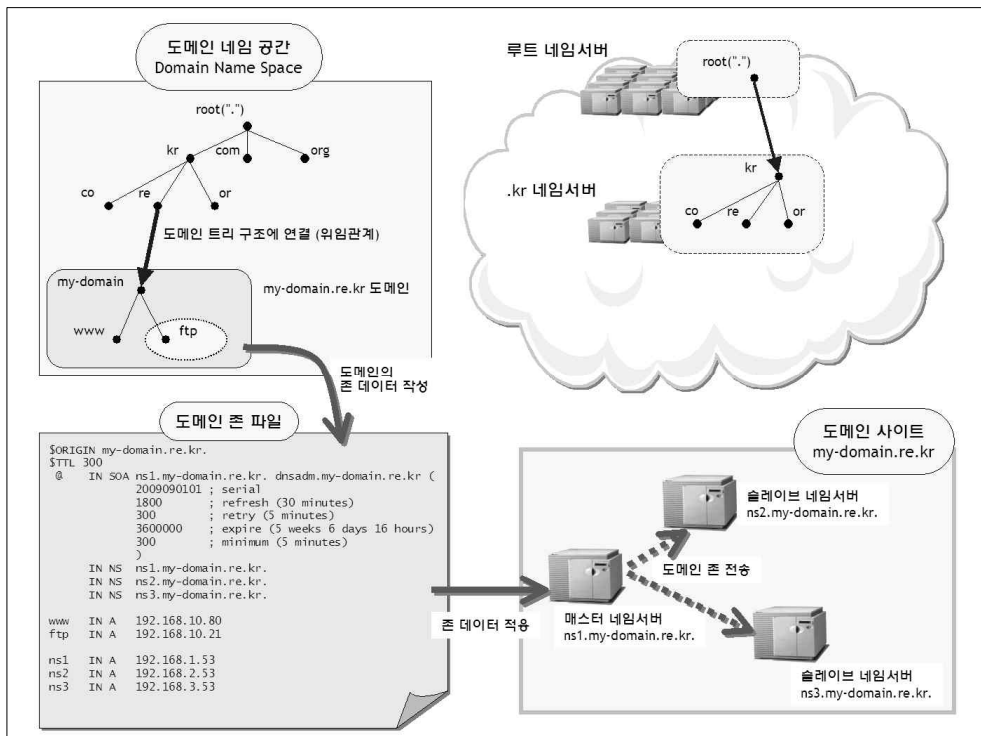 도메인 네임 공간
Domain Name Space
root(".")
kr
com
org
co
re
or
도메인 트리 구조에 연결 (위임관계)
my-domain
my-domain.re.kr 도메인
www
ftp
도메인의
존 데이터 작성
루트 네임서버
root(".")
kr
.kr 네임서버
co
re
or
도메인 존 파일
$ORIGIN my-domain.re.kr.
$TTL 300
@ IN SOA ns1.my-domain.re.kr. dnsadm.my-domain.re.kr (
2009090101 ; serial
1800 ; refresh (30 minutes)
300 ; retry (5 minutes)
3600000 ; expire (5 weeks 6 days 16 hours)
300 ; minimum (5 minutes)
)
IN NS ns1.my-domain.re.kr.
IN NS ns2.my-domain.re.kr.
IN NS ns3.my-domain.re.kr.
www IN A 192.168.10.80
ftp IN A 192.168.10.21
ns1 IN A 192.168.1.53
ns2 IN A 192.168.2.53
ns3 IN A 192.168.3.53
존 데이터 적용
도메인 사이트
my-domain.re.kr
슬레이브 네임서버
ns2.my-domain.re.kr.
도메인 존 전송
매스터 네임서버
ns1.my-domain.re.kr.
슬레이브 네임서버
ns3.my-domain.re.kr.